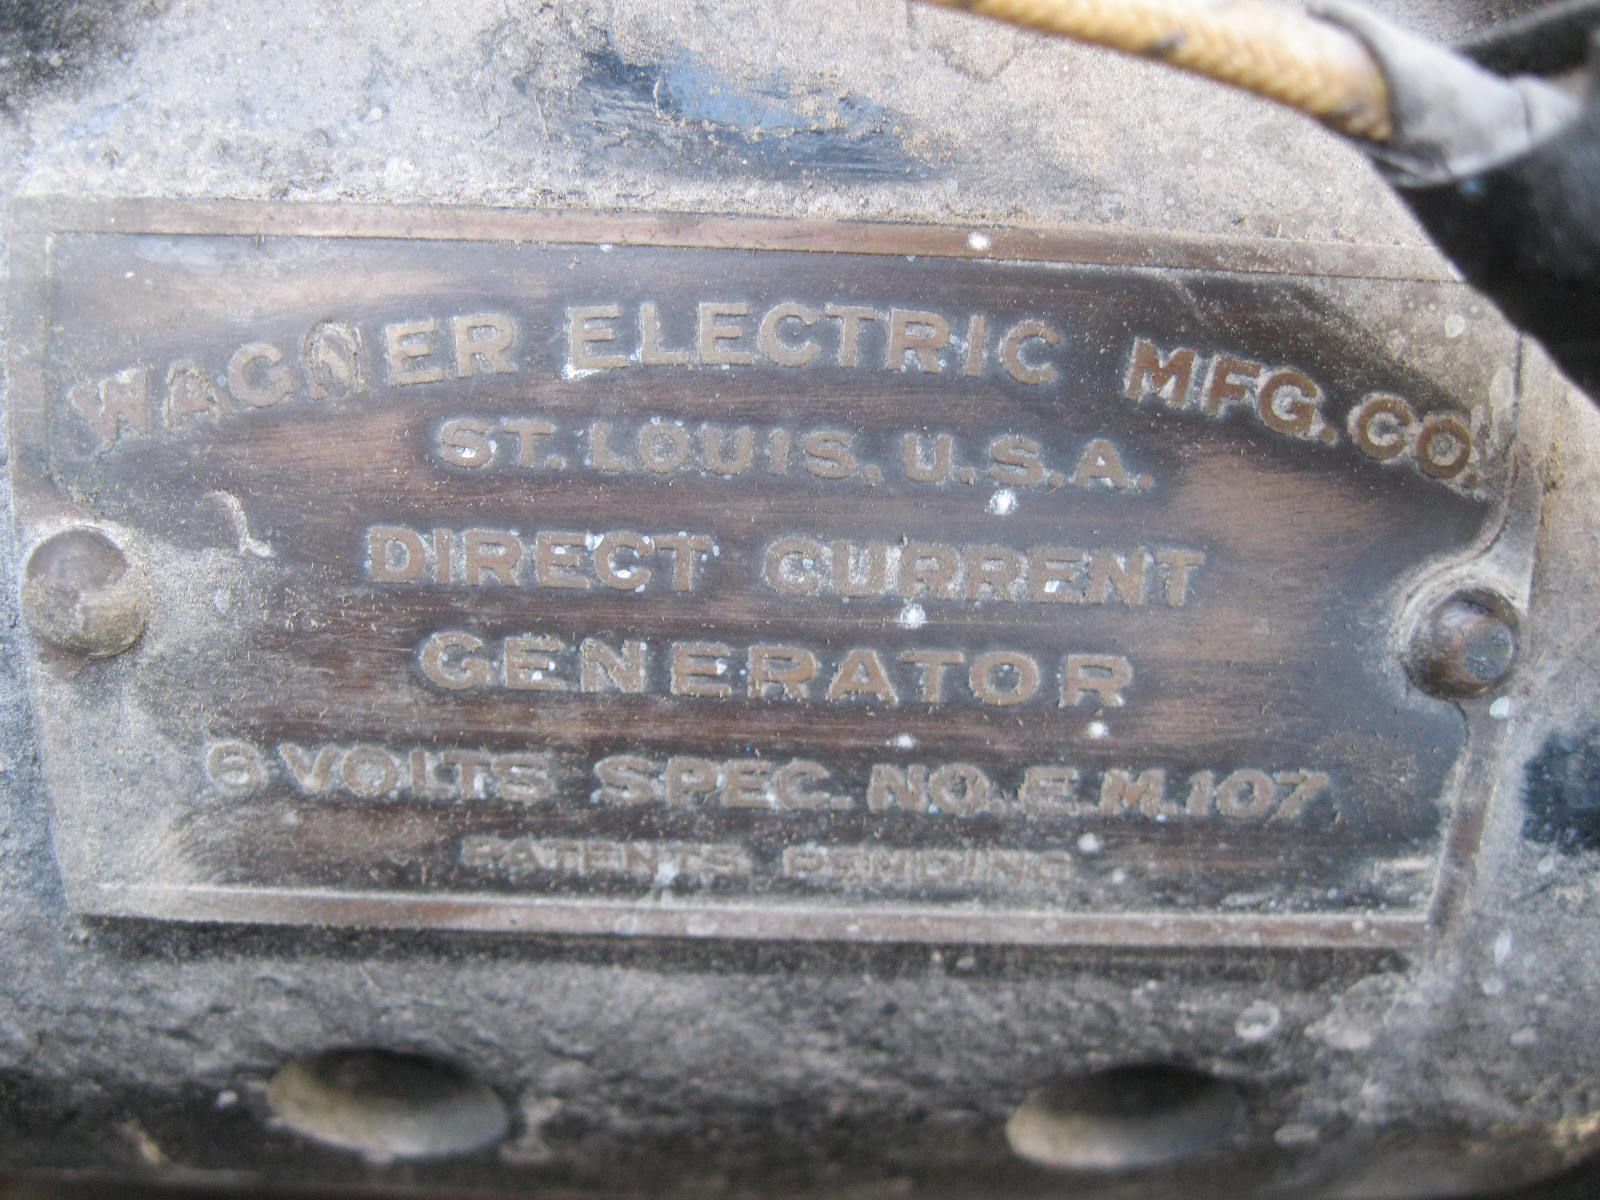 WAGNER ELECTRIC MFG. CO.
ST. LOUIS, U.S.A.
DIRECT CURRENT
GENERATOR
6 VOLTS SPEC. NO. E.M. 107
PATENTS PENDING